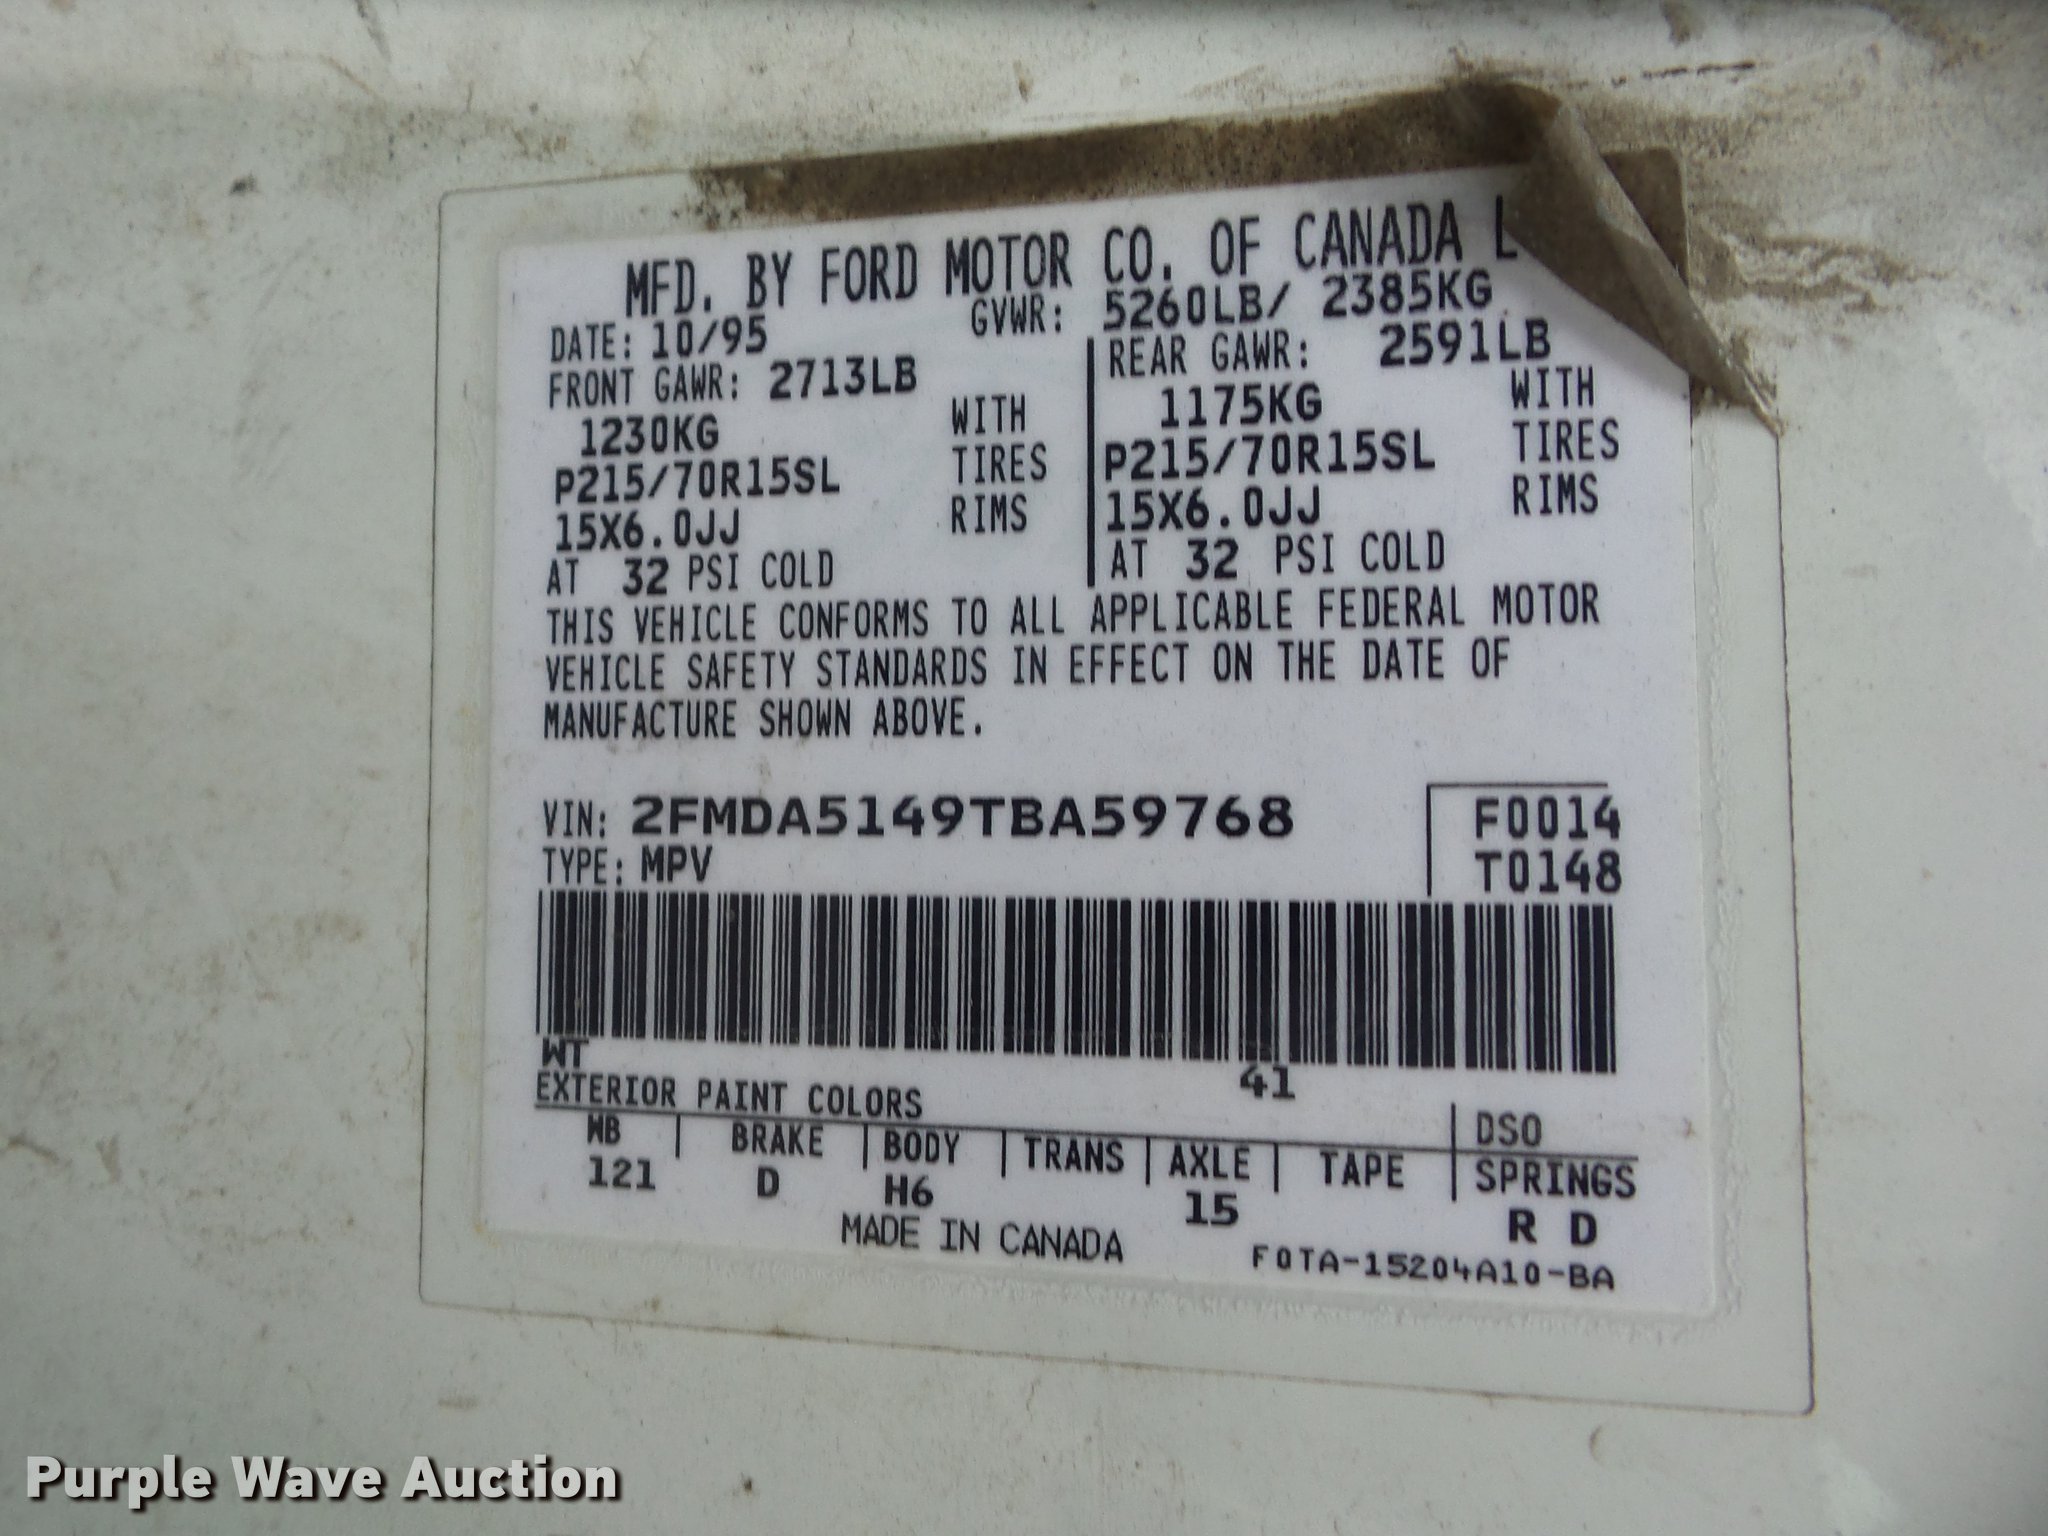 MFD. BY FORD MOTOR CO. OF CANADA L
DATE: 10/95 GVWR: 5260LB/ 2385KG
FRONT GAWR: 2713LB REAR GAWR: 2591LB
1230KG WITH 1175KG WITH
P215/70R15SL TIRES P215/70R15SL TIRES
15X6.0JJ RIMS 15X6.0JJ RIMS
AT 32 PSI COLD AT 32 PSI COLD
THIS VEHICLE CONFORMS TO ALL APPLICABLE FEDERAL MOTOR
VEHICLE SAFETY STANDARDS IN EFFECT ON THE DATE OF
MANUFACTURE SHOWN ABOVE.
VIN: 2FMDA5149TBA59768 F0014
TYPE: MPV T0148
WT
EXTERIOR PAINT COLORS 41 DSO
WB BRAKE BODY TRANS AXLE TAPE SPRINGS
121 D H6 15 R D
MADE IN CANADA F0TA-15204A10-BA
Purple Wave Auction